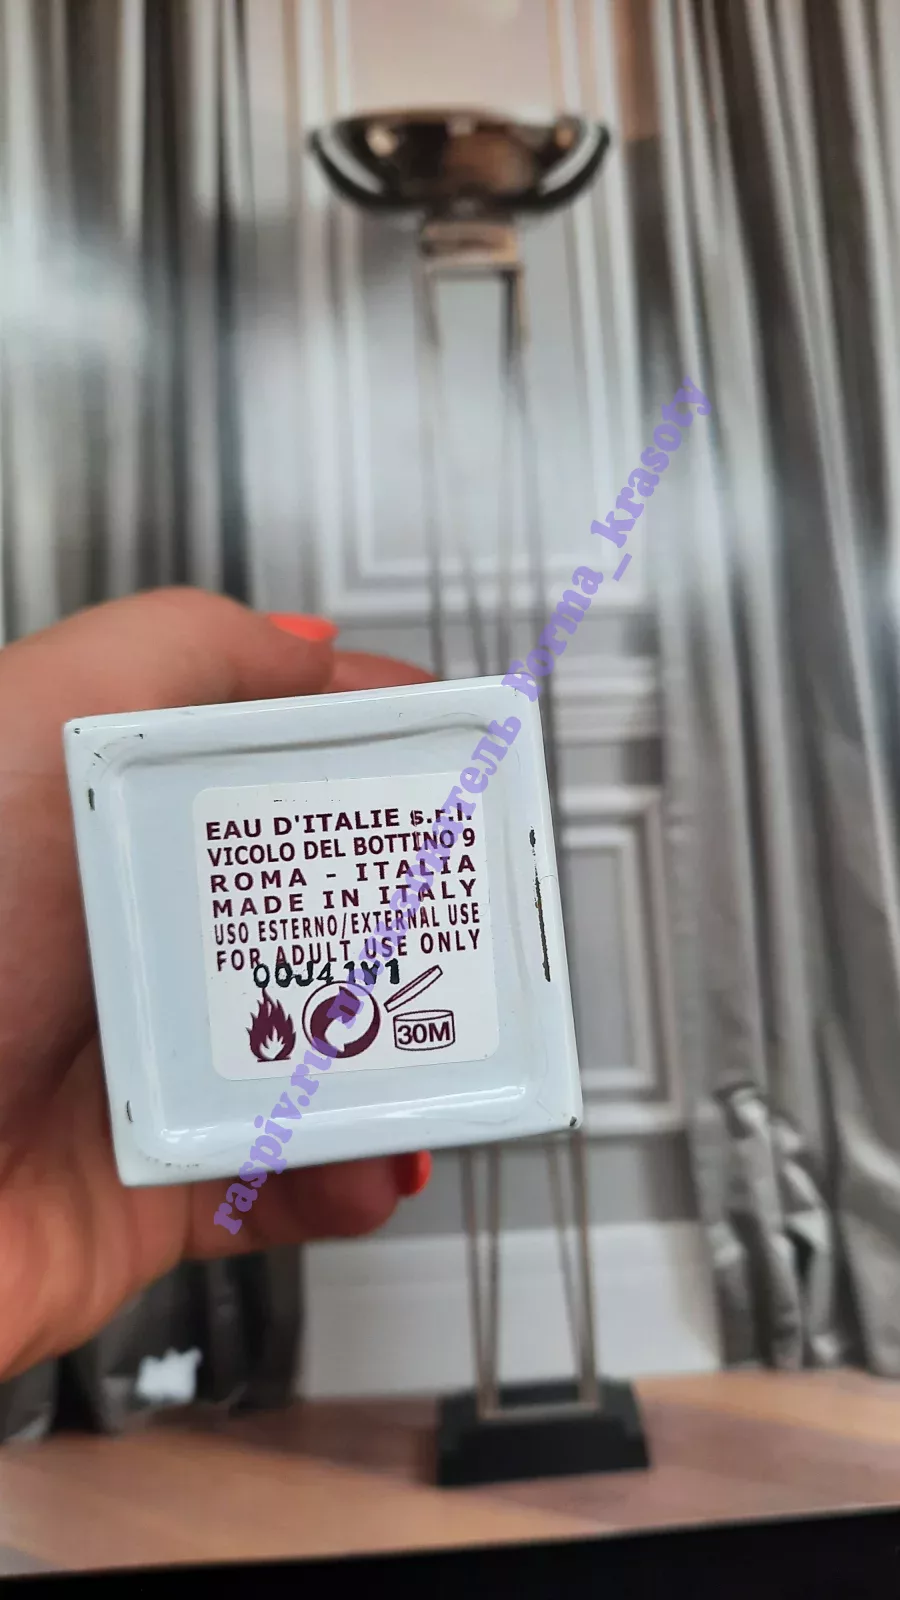 EAU D'ITALIE s.r.l.
VICOLO DEL BOTTINO 9
ROMA - ITALIA
MADE IN ITALY
USO ESTERNO/EXTERNAL USE
FOR ADULT USE ONLY
00J41Y1
30M
raspiv.ru пользователь Forma_krasoty